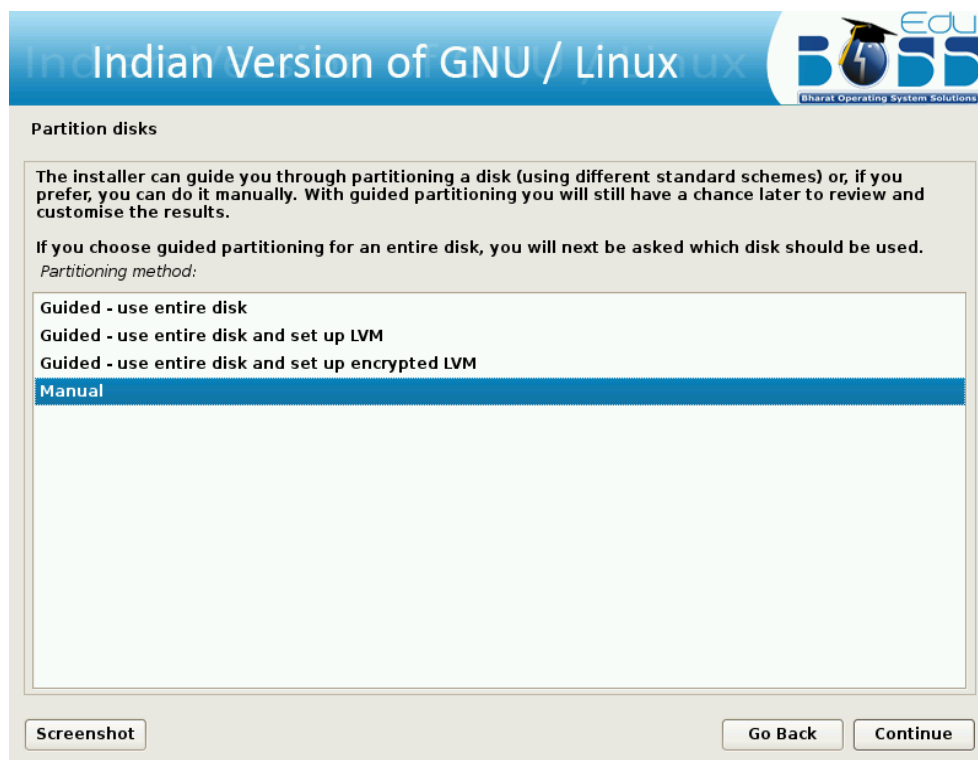 Indian Version of GNU / Linux
Edu
BOSS
Bharat Operating System Solutions
Partition disks
The installer can guide you through partitioning a disk (using different standard schemes) or, if you
prefer, you can do it manually. With guided partitioning you will still have a chance later to review and
customise the results.
If you choose guided partitioning for an entire disk, you will next be asked which disk should be used.
Partitioning method:
Guided - use entire disk
Guided - use entire disk and set up LVM
Guided - use entire disk and set up encrypted LVM
Manual
Screenshot
Go Back
Continue